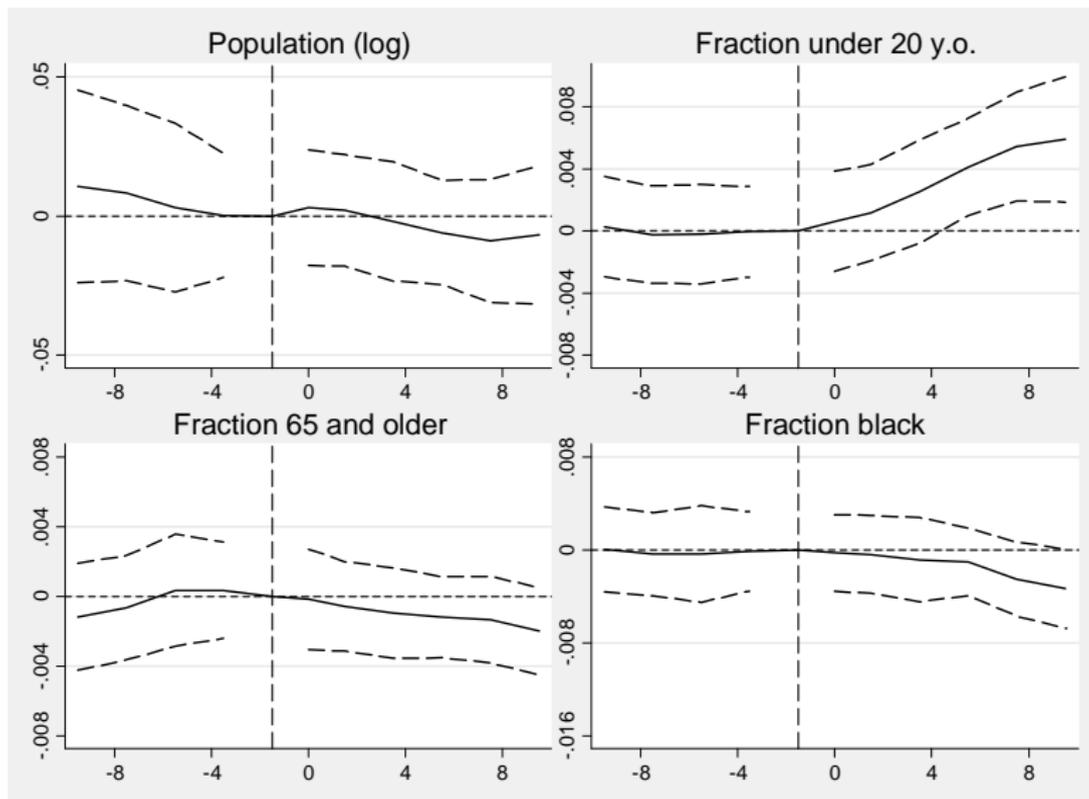 Population (log)
.05
0
-.05
-8 -4 0 4 8
Fraction under 20 y.o.
.008
.004
0
-.004
-.008
-8 -4 0 4 8
Fraction 65 and older
.008
.004
0
-.004
-.008
-8 -4 0 4 8
Fraction black
.008
0
-.008
-.016
-8 -4 0 4 8